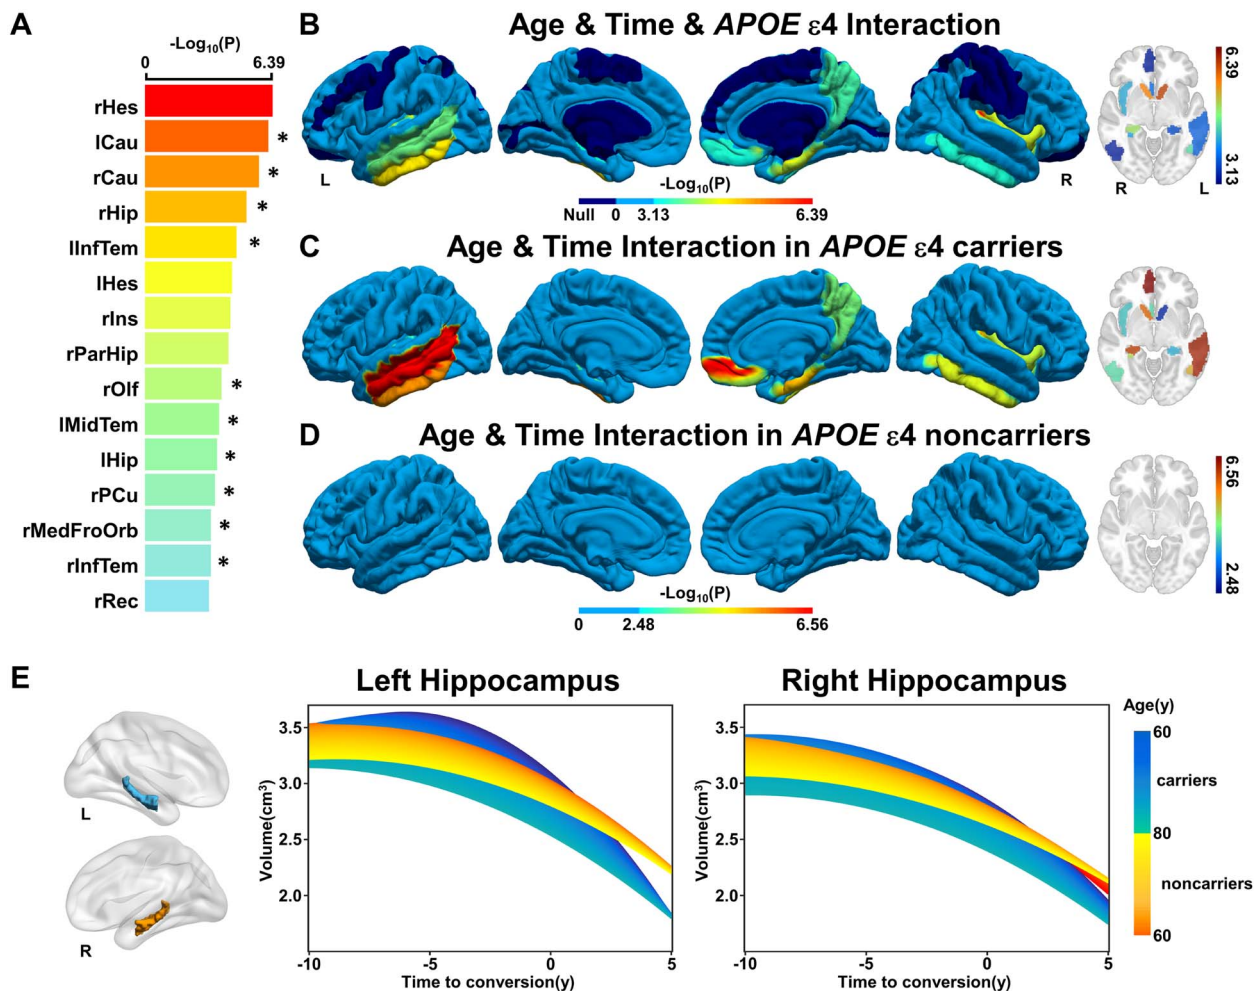 A
-Log10(P)
0 6.39
rHes
lCau *
rCau *
rHip *
lInfTem *
lHes
rIns
rParHip
rOlf *
lMidTem *
lHip *
rPCu *
rMedFroOrb *
rInfTem *
rRec
B Age & Time & APOE ε4 Interaction
L R
-Log10(P)
Null 0 3.13 6.39
R L
6.39
3.13
C Age & Time Interaction in APOE ε4 carriers
D Age & Time Interaction in APOE ε4 noncarriers
-Log10(P)
0 2.48 6.56
6.56
2.48
E
L
R
Left Hippocampus
Volume(cm³)
3.5
3.0
2.5
2.0
-10 -5 0 5
Time to conversion(y)
Right Hippocampus
Volume(cm³)
3.5
3.0
2.5
2.0
-10 -5 0 5
Time to conversion(y)
Age(y)
60
carriers
80
noncarriers
60